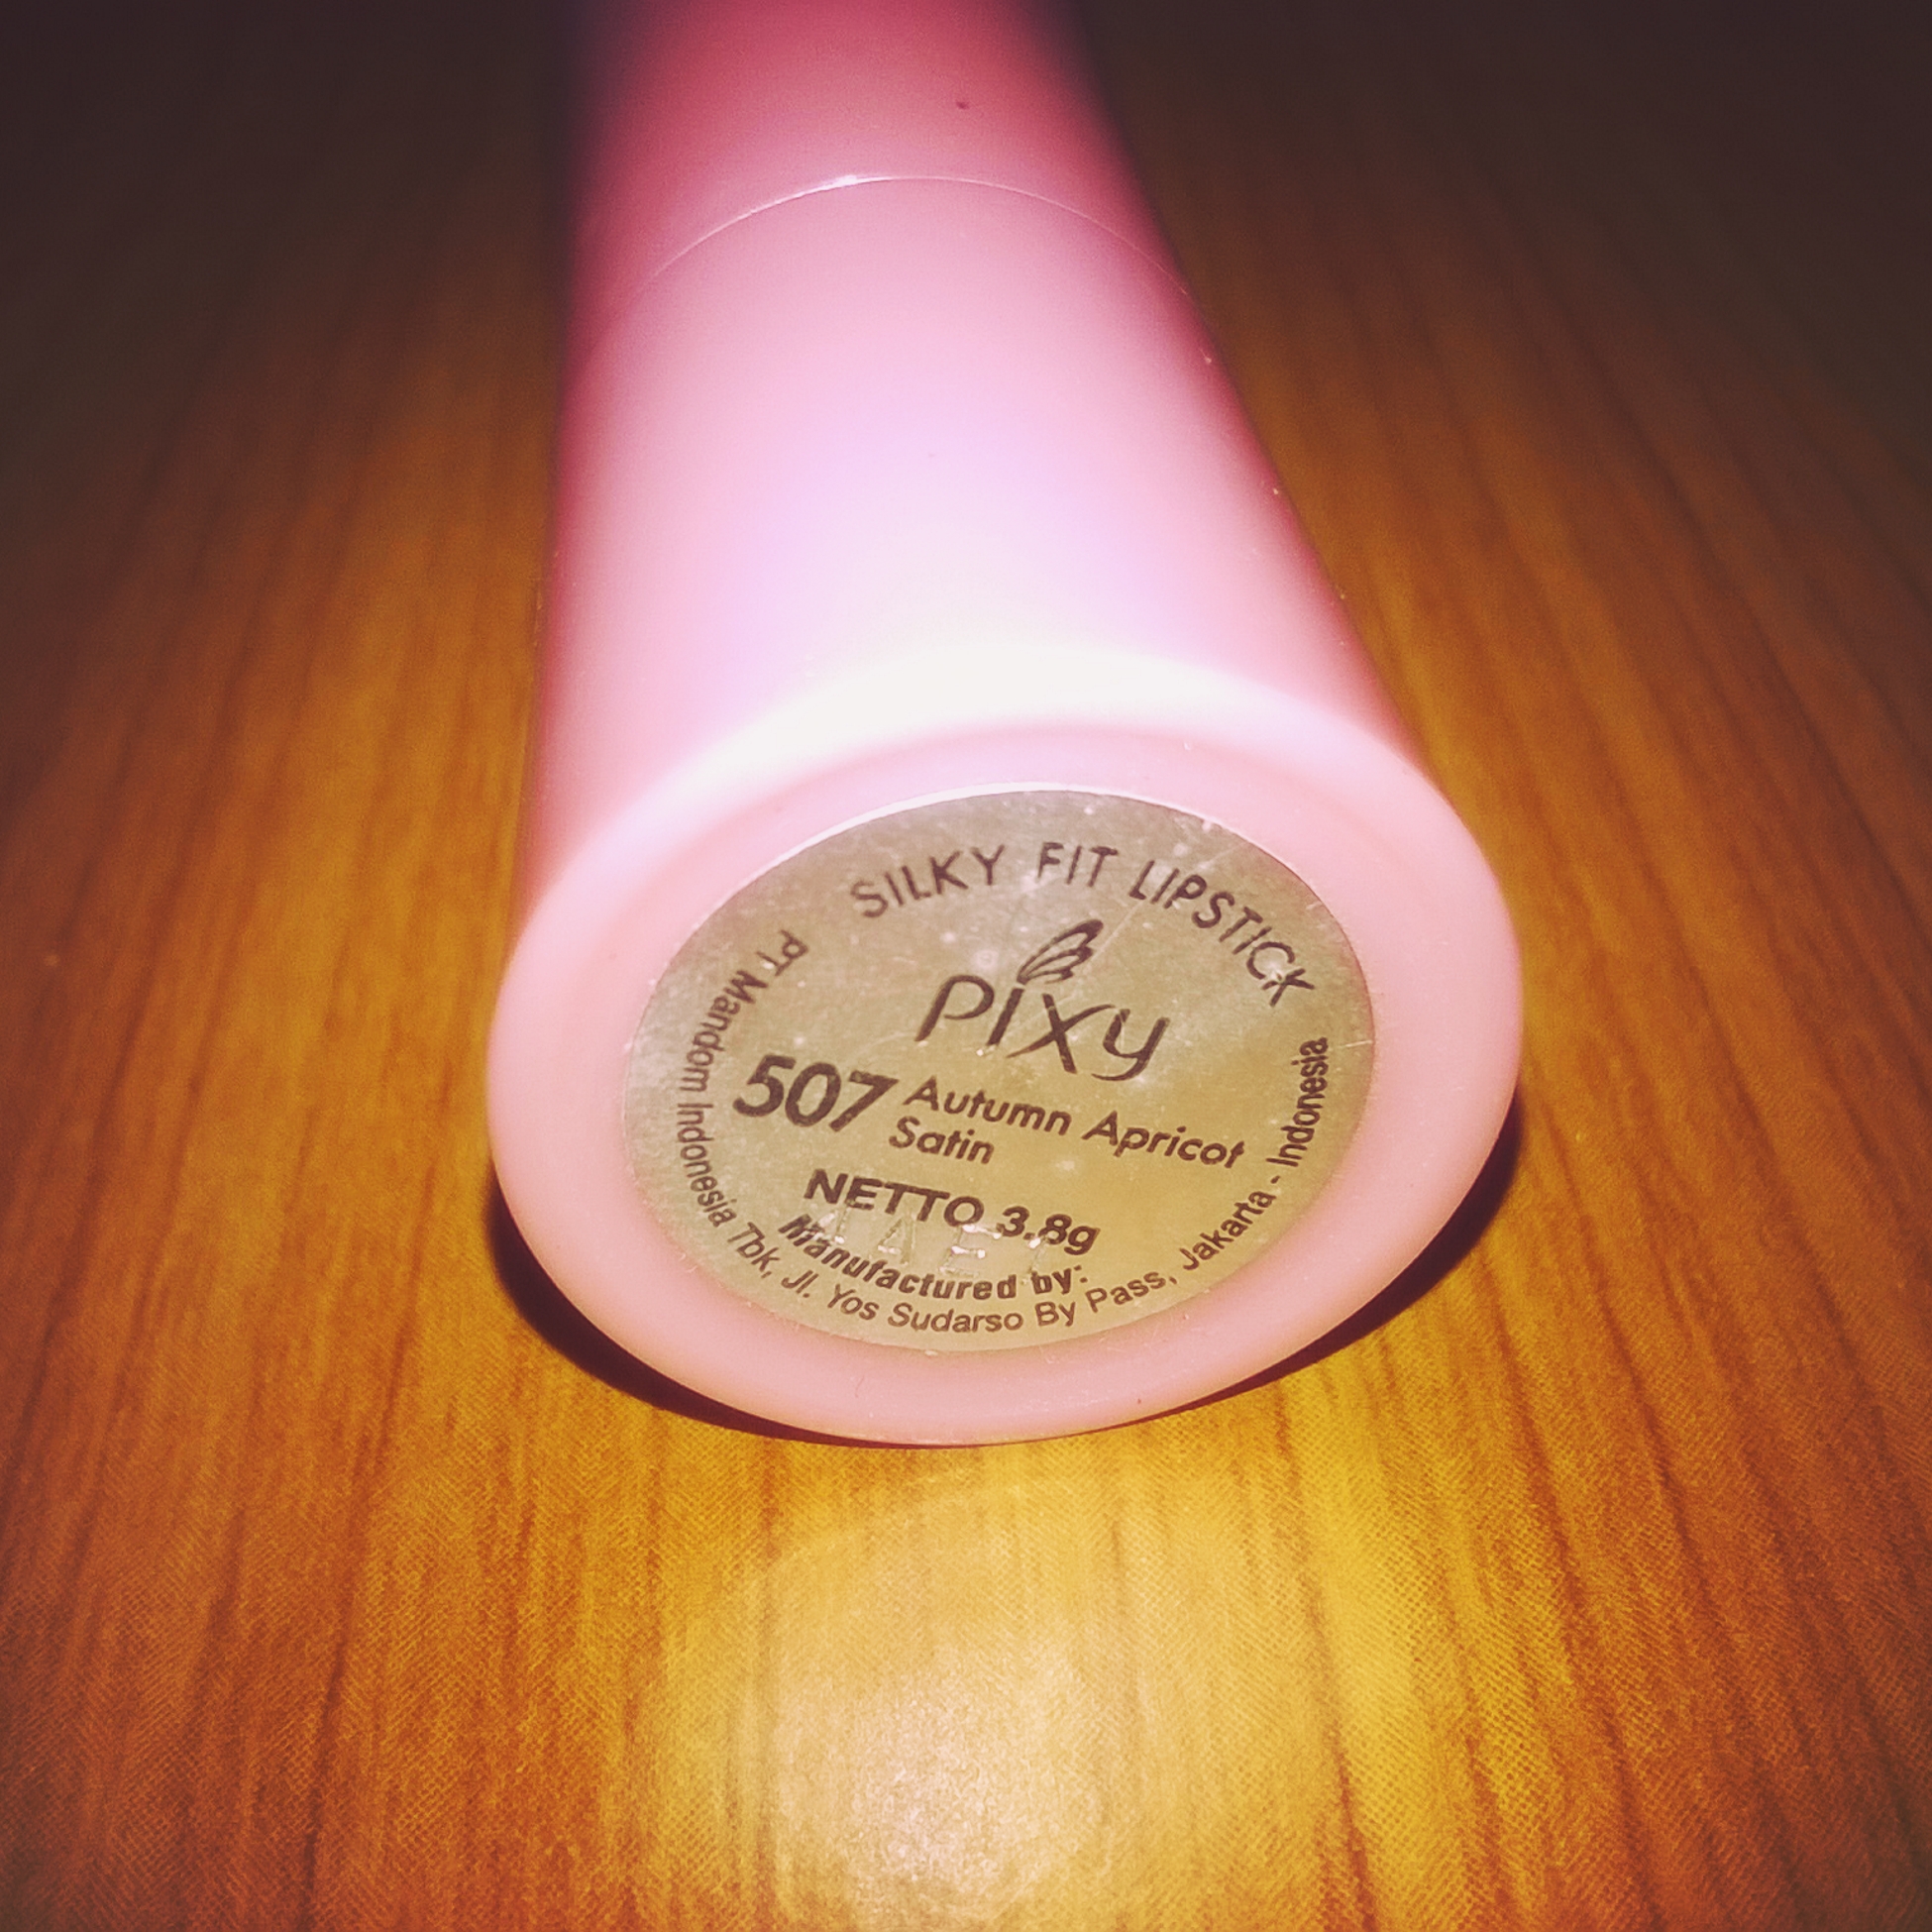 SILKY FIT LIPSTICK
PIXY
507 Autumn Apricot
Satin
NETTO 3.8g
Manufactured by:
PT Mandom Indonesia Tbk, Jl. Yos Sudarso By Pass, Jakarta - Indonesia